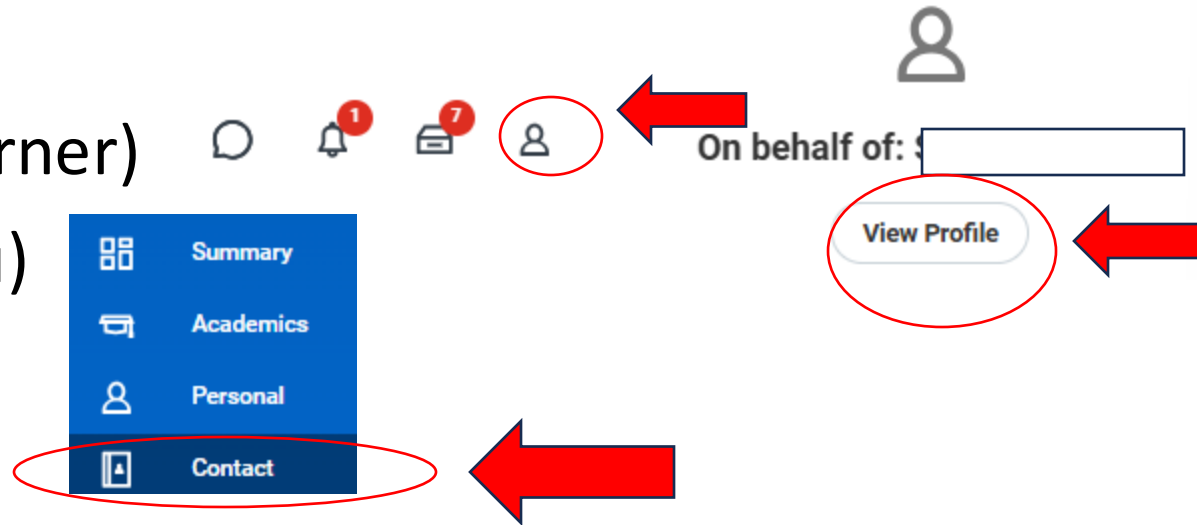 rner)
1
7
On behalf of: S
)
View Profile
Summary
Academics
Personal
Contact